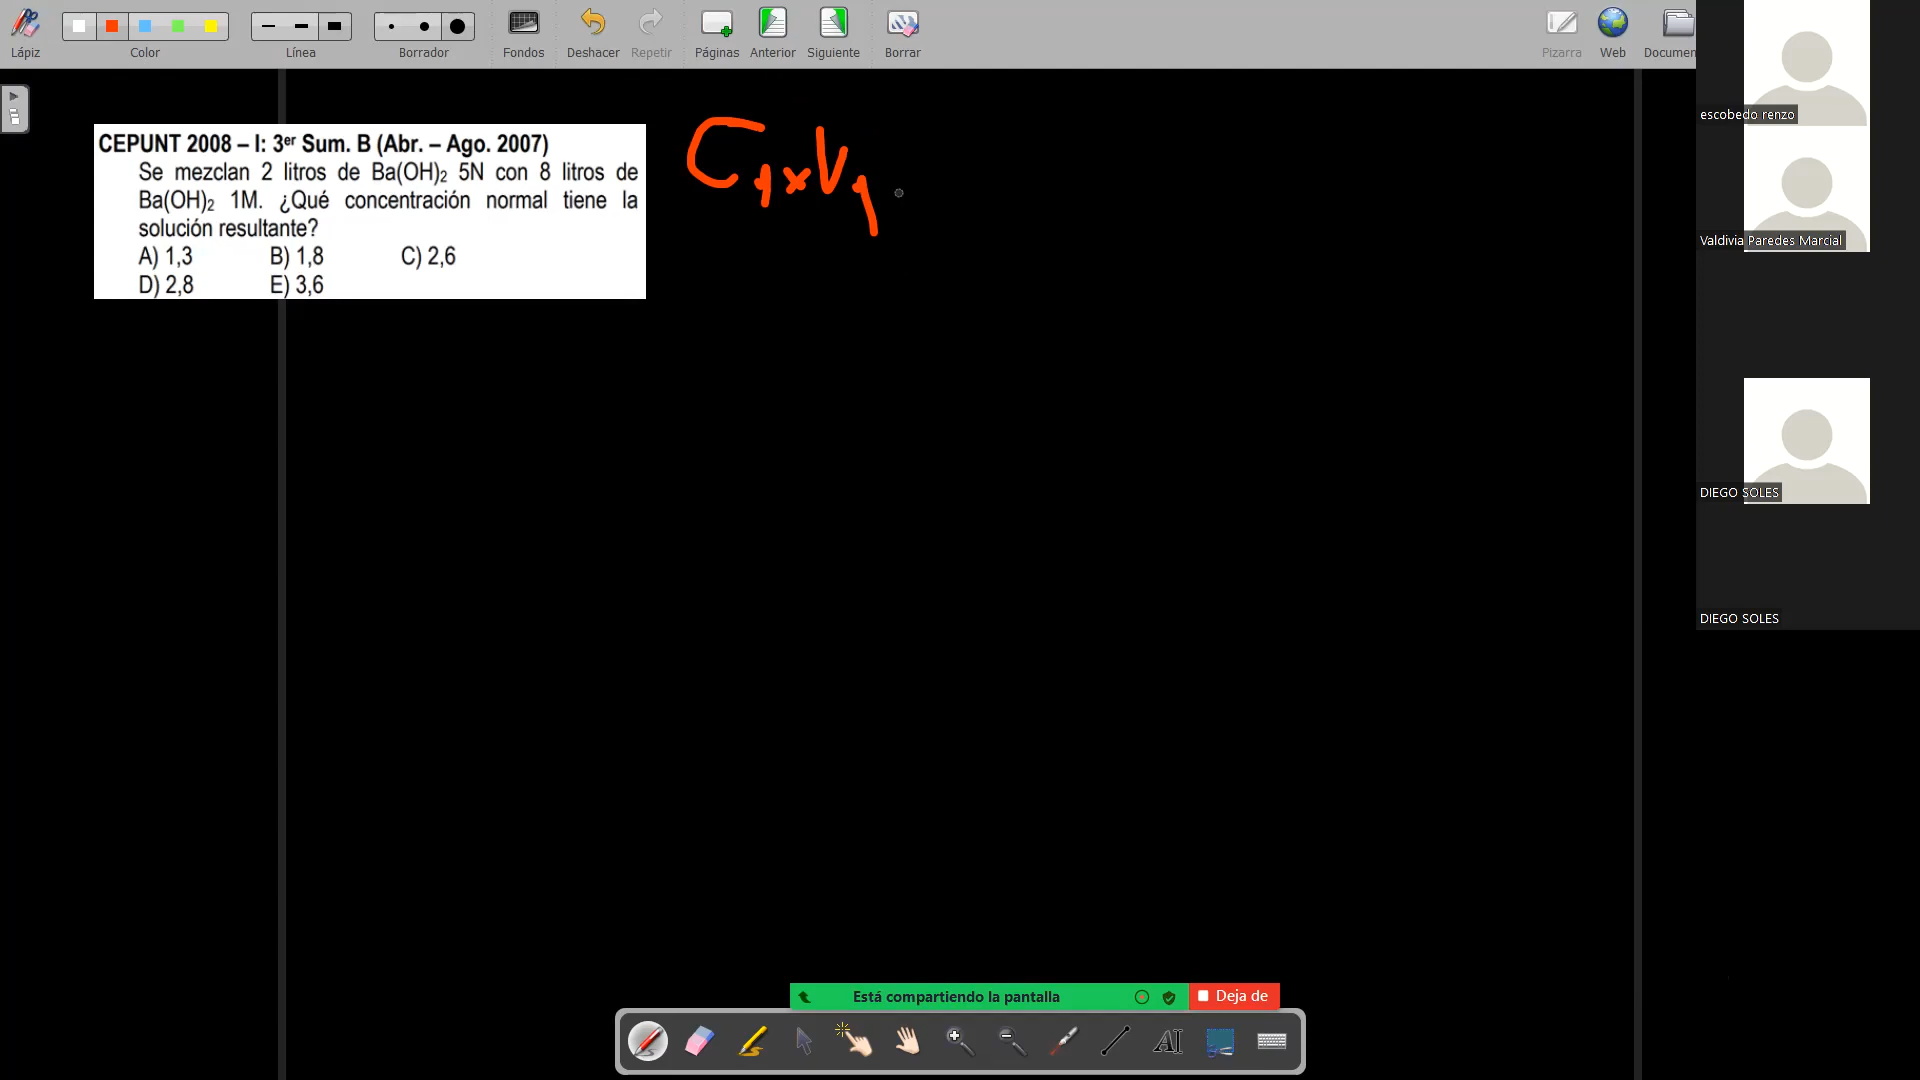 Lápiz
Color
Línea
Borrador
Fondos
Deshacer
Repetir
Páginas
Anterior
Siguiente
Borrar
Pizarra
Web
Documen
CEPUNT 2008 – I: 3er Sum. B (Abr. – Ago. 2007)
Se mezclan 2 litros de Ba(OH)₂ 5N con 8 litros de
Ba(OH)₂ 1M. ¿Qué concentración normal tiene la
solución resultante?
A) 1,3 B) 1,8 C) 2,6
D) 2,8 E) 3,6
C₁xV₁
escobedo renzo
Valdivia Paredes Marcial
DIEGO SOLES
DIEGO SOLES
Está compartiendo la pantalla
Deja de
AI